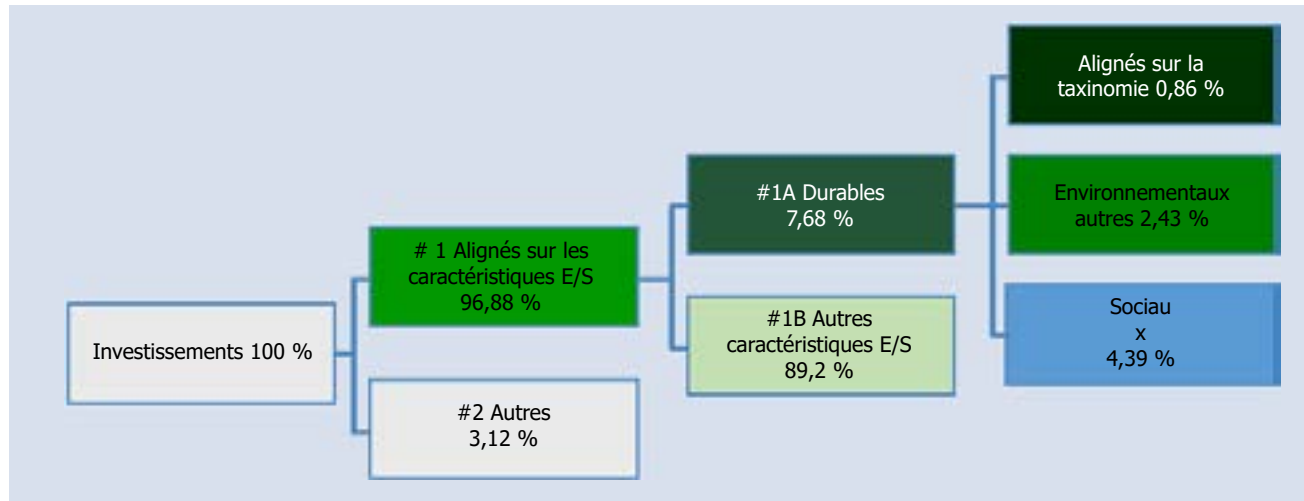 Investissements 100 %
# 1 Alignés sur les
caractéristiques E/S
96,88 %
#2 Autres
3,12 %
#1A Durables
7,68 %
#1B Autres
caractéristiques E/S
89,2 %
Alignés sur la
taxinomie 0,86 %
Environnementaux
autres 2,43 %
Sociau
x
4,39 %